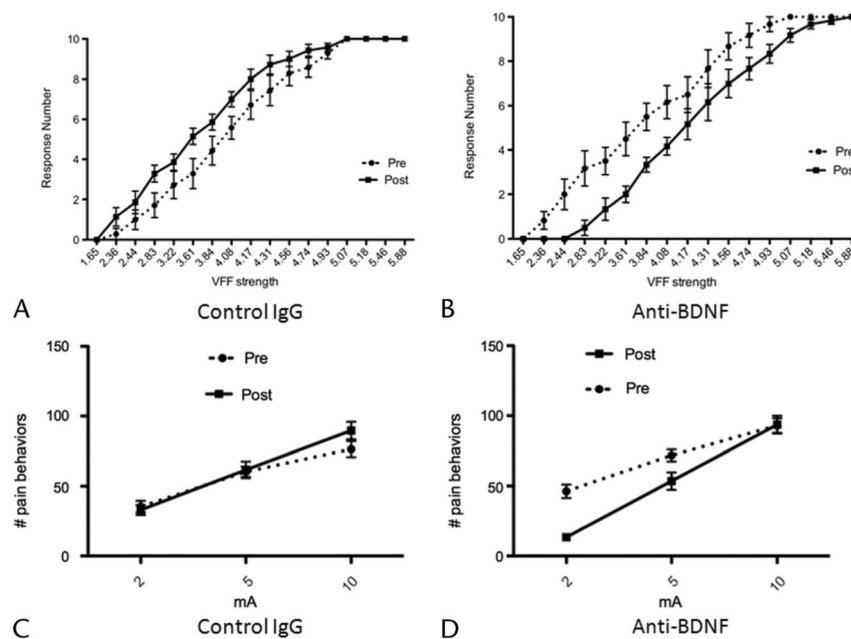 10
8
6
4
2
0
Response Number
Pre
Post
1.65
2.36
2.44
2.83
3.22
3.61
3.84
4.08
4.17
4.31
4.56
4.74
4.93
5.07
5.18
5.46
5.88
VFF strength
A
Control IgG
10
8
6
4
2
0
Response Number
Pre
Post
1.65
2.36
2.44
2.83
3.22
3.61
3.84
4.08
4.17
4.31
4.56
4.74
4.93
5.07
5.18
5.46
5.88
VFF strength
B
Anti-BDNF
150
100
50
0
# pain behaviors
Pre
Post
2
5
10
mA
C
Control IgG
150
100
50
0
# pain behaviors
Post
Pre
2
5
10
mA
D
Anti-BDNF